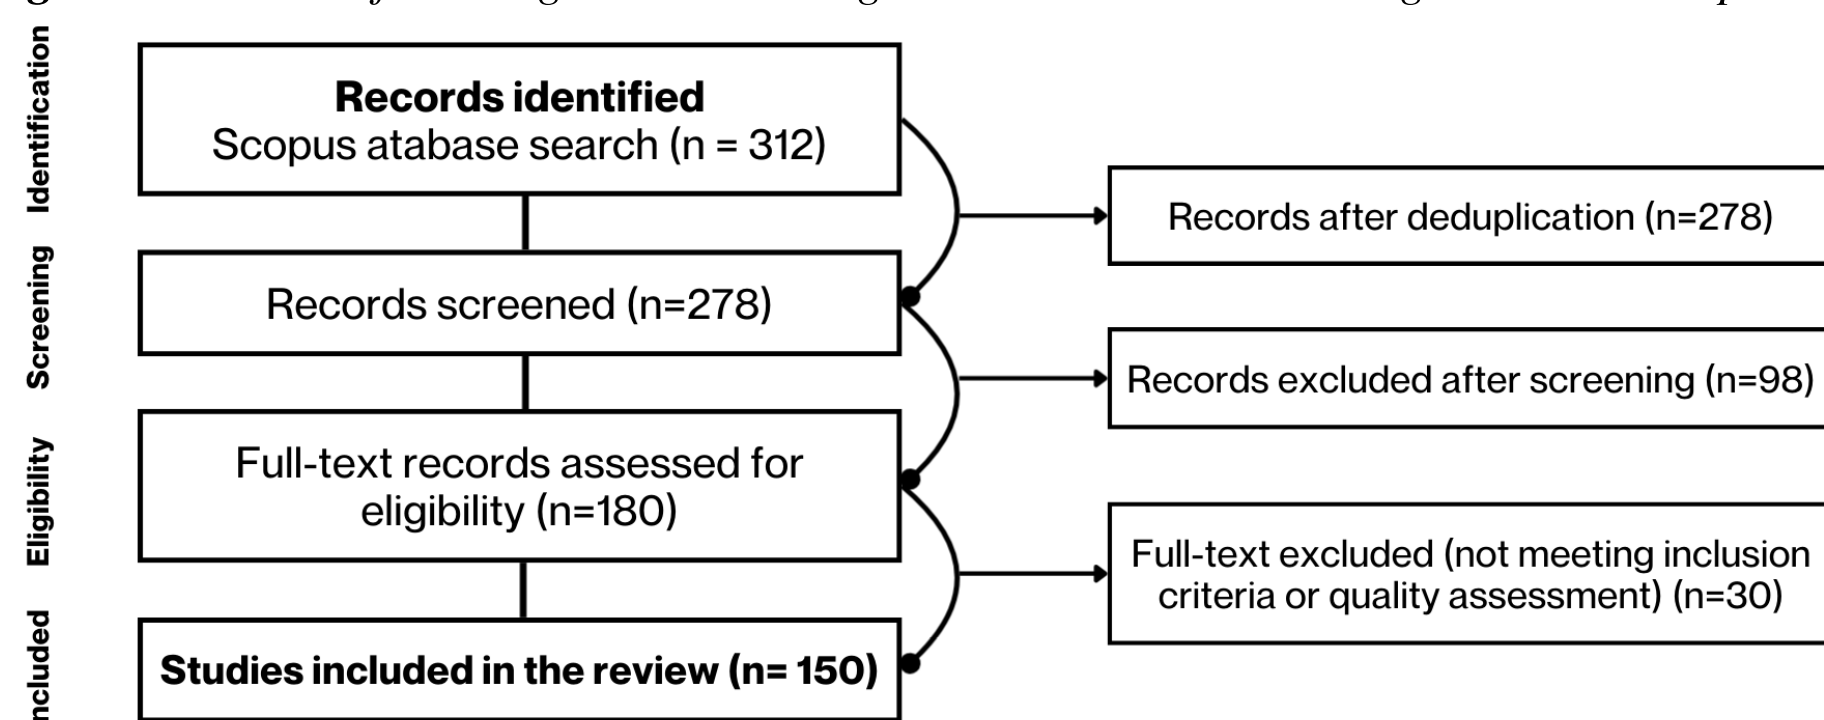 Identification
Records identified
Scopus atabase search (n = 312)
Records after deduplication (n=278)
Screening
Records screened (n=278)
Records excluded after screening (n=98)
Eligibility
Full-text records assessed for
eligibility (n=180)
Full-text excluded (not meeting inclusion
criteria or quality assessment) (n=30)
ncluded
Studies included in the review (n= 150)